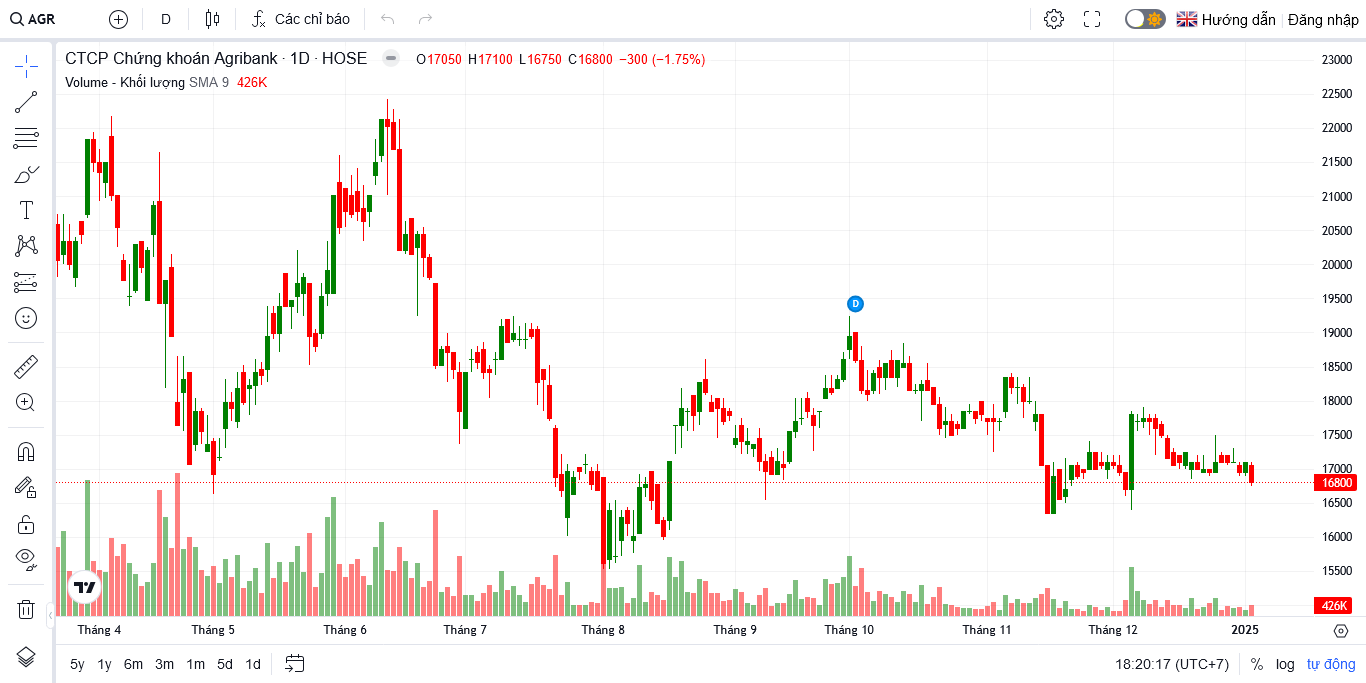 AGR D Các chỉ báo Hướng dẫn Đăng nhập
CTCP Chứng khoán Agribank · 1D · HOSE O17050 H17100 L16750 C16800 −300 (−1.75%)
Volume - Khối lượng SMA 9 426K
23000
22500
22000
21500
21000
20500
20000
19500
19000
18500
18000
17500
17000
16800
16500
16000
15500
426K
D
Tháng 4 Tháng 5 Tháng 6 Tháng 7 Tháng 8 Tháng 9 Tháng 10 Tháng 11 Tháng 12 2025
5y 1y 6m 3m 1m 5d 1d 18:20:17 (UTC+7) % log tự động